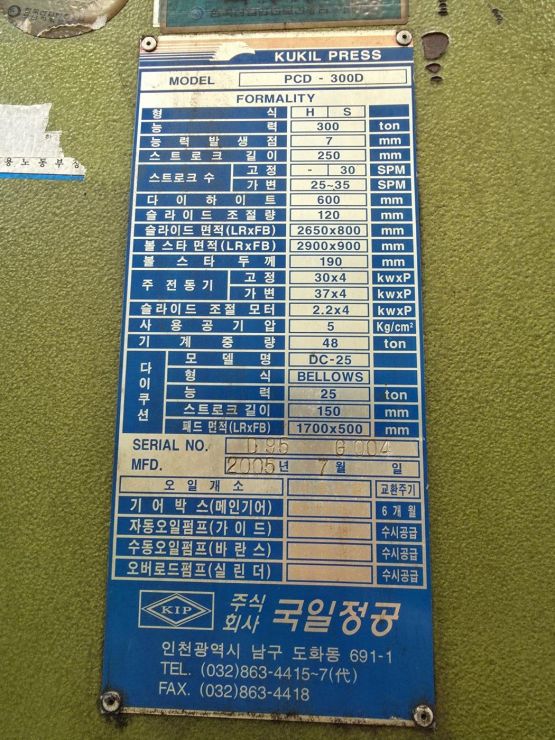 KUKIL PRESS
MODEL PCD - 300D
FORMALITY
형 식 H S
능 력 300 ton
능 력 발 생 점 7 mm
스 트 로 크 길 이 250 mm
스트로크 수 고 정 - 30 SPM
가 변 25~35 SPM
다 이 하 이 트 600 mm
슬 라 이 드 조 절 량 120 mm
슬라이드 면적(LRxFB) 2650x800 mm
볼 스 타 면적(LRxFB) 2900x900 mm
볼 스 타 두 께 190 mm
주 전 동 기 고 정 30x4 kwxP
가 변 37x4 kwxP
슬라이드 조절 모터 2.2x4 kwxP
사 용 공 기 압 5 Kg/cm²
기 계 중 량 48 ton
다이쿠션 모 델 명 DC-25
형 식 BELLOWS
능 력 25 ton
스트로크 길이 150 mm
패드 면적(LRxFB) 1700x500 mm
SERIAL NO. D 95 G 004
MFD. 2005 년 7 월 일
오 일 개 소 교환주기
기 어 박 스(메인기어) 6 개 월
자동오일펌프(가 이 드) 수시공급
수동오일펌프(바 란 스) 수시공급
오버로드펌프(실 린 더) 수시공급
KIP 주식회사 국일정공
인천광역시 남구 도화동 691-1
TEL. (032)863-4415~7(代)
FAX. (032)863-4418
용노동부장